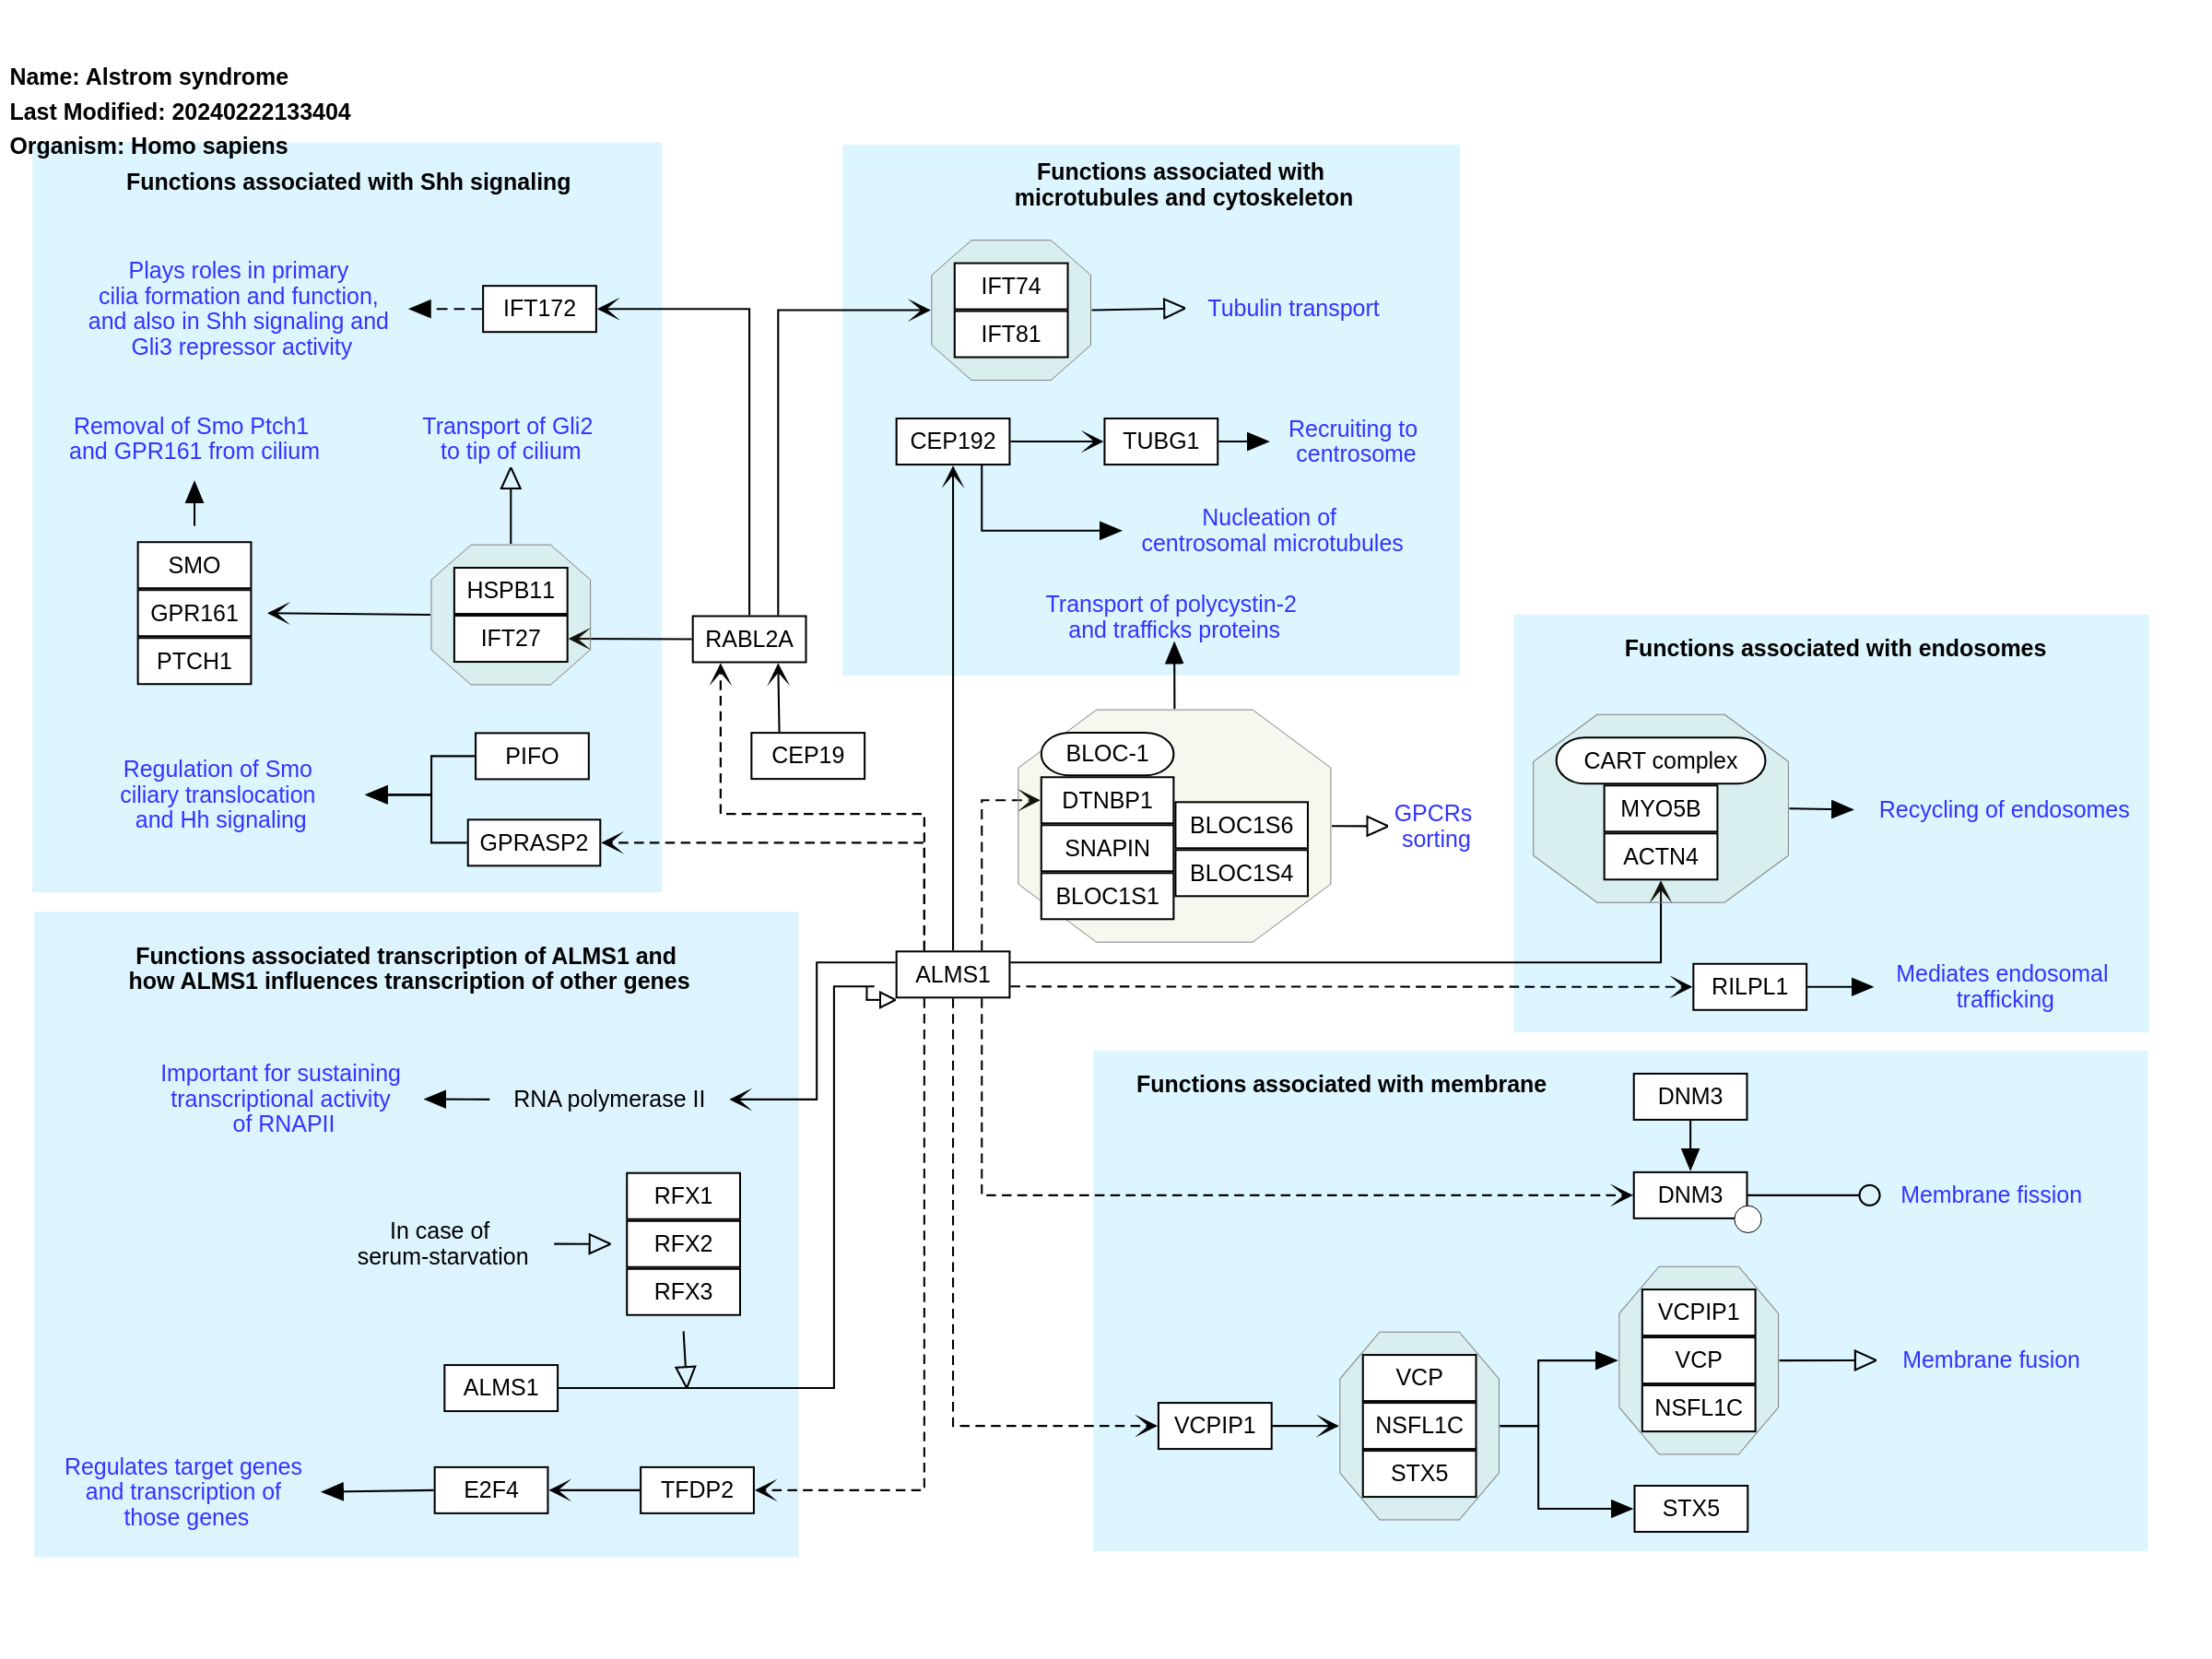 Name: Alstrom syndrome
Last Modified: 20240222133404
Organism: Homo sapiens
Functions associated with Shh signaling
Plays roles in primary
cilia formation and function,
and also in Shh signaling and
Gli3 repressor activity
IFT172
Removal of Smo Ptch1
and GPR161 from cilium
Transport of Gli2
to tip of cilium
SMO
GPR161
PTCH1
HSPB11
IFT27
RABL2A
CEP19
PIFO
GPRASP2
Regulation of Smo
ciliary translocation
and Hh signaling
Functions associated with
microtubules and cytoskeleton
IFT74
IFT81
Tubulin transport
CEP192
TUBG1
Recruiting to
centrosome
Nucleation of
centrosomal microtubules
Transport of polycystin-2
and trafficks proteins
BLOC-1
DTNBP1
SNAPIN
BLOC1S1
BLOC1S6
BLOC1S4
GPCRs
sorting
Functions associated with endosomes
CART complex
MYO5B
ACTN4
Recycling of endosomes
RILPL1
Mediates endosomal
trafficking
ALMS1
Functions associated transcription of ALMS1 and
how ALMS1 influences transcription of other genes
Important for sustaining
transcriptional activity
of RNAPII
RNA polymerase II
In case of
serum-starvation
RFX1
RFX2
RFX3
ALMS1
Regulates target genes
and transcription of
those genes
E2F4
TFDP2
Functions associated with membrane
DNM3
DNM3
Membrane fission
VCPIP1
VCP
NSFL1C
STX5
VCPIP1
VCP
NSFL1C
Membrane fusion
STX5